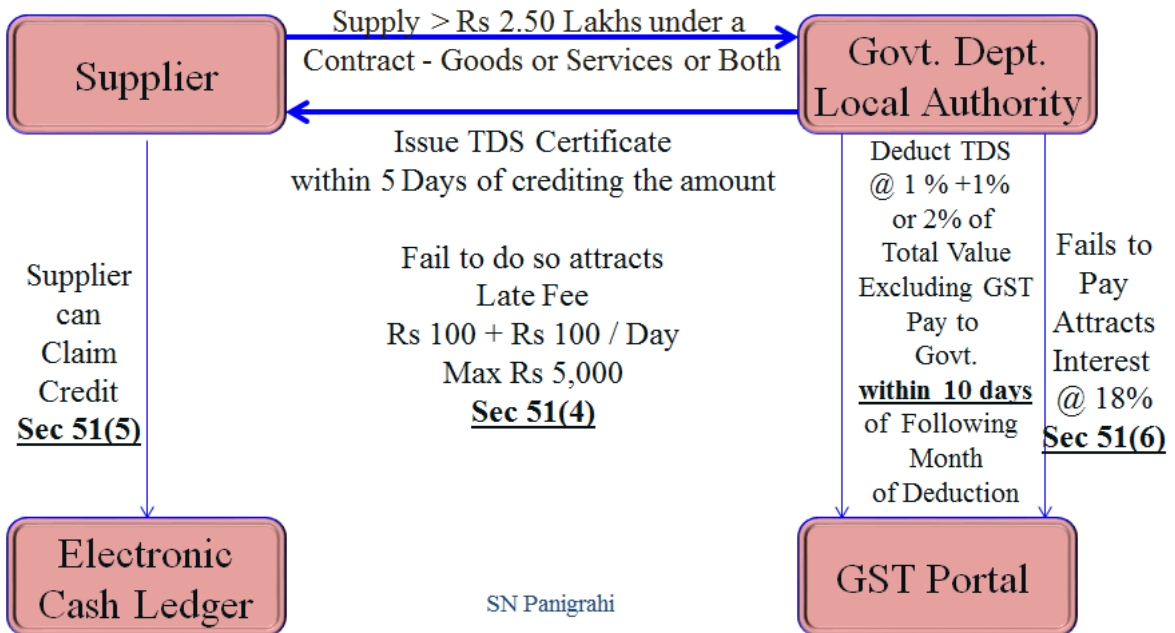 Supply > Rs 2.50 Lakhs under a
Contract - Goods or Services or Both
Supplier
Govt. Dept.
Local Authority
Issue TDS Certificate
within 5 Days of crediting the amount
Fail to do so attracts
Late Fee
Rs 100 + Rs 100 / Day
Max Rs 5,000
Sec 51(4)
Supplier
can
Claim
Credit
Sec 51(5)
Deduct TDS
@ 1 % +1%
or 2% of
Total Value
Excluding GST
Pay to
Govt.
within 10 days
of Following
Month
of Deduction
Fails to
Pay
Attracts
Interest
@ 18%
Sec 51(6)
Electronic
Cash Ledger
SN Panigrahi
GST Portal